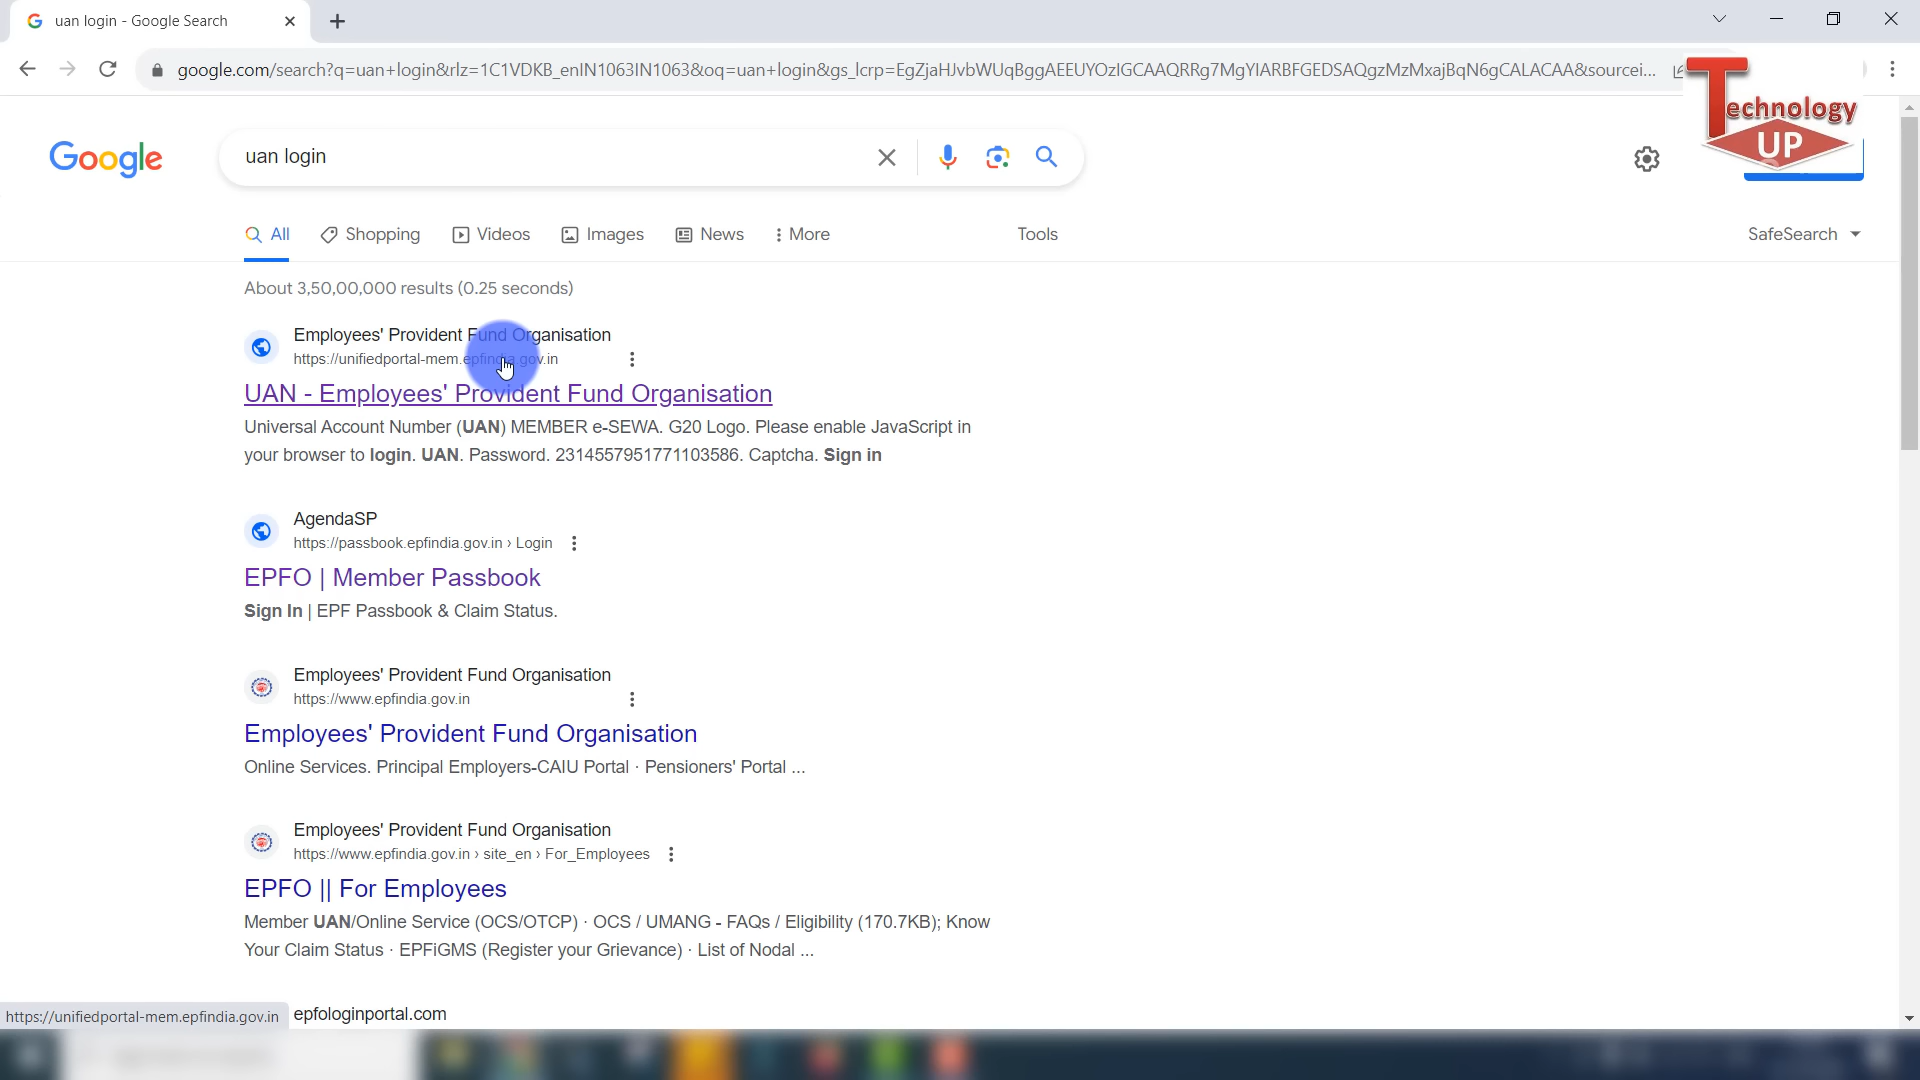 uan login - Google Search
google.com/search?q=uan+login&rlz=1C1VDKB_enIN1063IN1063&oq=uan+login&gs_lcrp=EgZjaHJvbWUqBggAEEUYOzIGCAAQRRg7MgYIARBFGEDSAQgzMzMxajBqN6gCALACAA&sourcei...
Technology
UP
Google
uan login
All
Shopping
Videos
Images
News
More
Tools
SafeSearch
About 3,50,00,000 results (0.25 seconds)
Employees' Provident Fund Organisation
https://unifiedportal-mem.epfindia.gov.in
UAN - Employees' Provident Fund Organisation
Universal Account Number (UAN) MEMBER e-SEWA. G20 Logo. Please enable JavaScript in
your browser to login. UAN. Password. 2314557951771103586. Captcha. Sign in
AgendaSP
https://passbook.epfindia.gov.in › Login
EPFO | Member Passbook
Sign In | EPF Passbook & Claim Status.
Employees' Provident Fund Organisation
https://www.epfindia.gov.in
Employees' Provident Fund Organisation
Online Services. Principal Employers-CAIU Portal · Pensioners' Portal ...
Employees' Provident Fund Organisation
https://www.epfindia.gov.in › site_en › For_Employees
EPFO || For Employees
Member UAN/Online Service (OCS/OTCP) · OCS / UMANG - FAQs / Eligibility (170.7KB); Know
Your Claim Status · EPFiGMS (Register your Grievance) · List of Nodal ...
https://unifiedportal-mem.epfindia.gov.in
epfologinportal.com